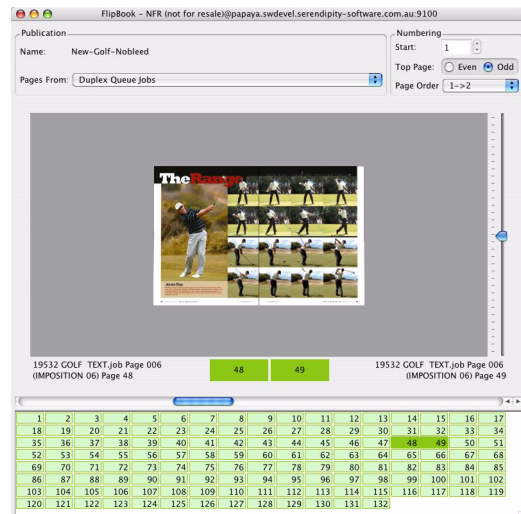 FlipBook - NFR (not for resale)@papaya.swdevel.serendipity-software.com.au:9100
Publication
Name: New-Golf-Nobleed
Pages From: Duplex Queue Jobs
Numbering
Start: 1
Top Page: Even Odd
Page Order 1->2
TheRange
19532 GOLF TEXT.job Page 006
(IMPOSITION 06) Page 48
48 49
19532 GOLF TEXT.job Page 006
(IMPOSITION 06) Page 49
1 2 3 4 5 6 7 8 9 10 11 12 13 14 15 16 17
18 19 20 21 22 23 24 25 26 27 28 29 30 31 32 33 34
35 36 37 38 39 40 41 42 43 44 45 46 47 48 49 50 51
52 53 54 55 56 57 58 59 60 61 62 63 64 65 66 67 68
69 70 71 72 73 74 75 76 77 78 79 80 81 82 83 84 85
86 87 88 89 90 91 92 93 94 95 96 97 98 99 100 101 102
103 104 105 106 107 108 109 110 111 112 113 114 115 116 117 118 119
120 121 122 123 124 125 126 127 128 129 130 131 132